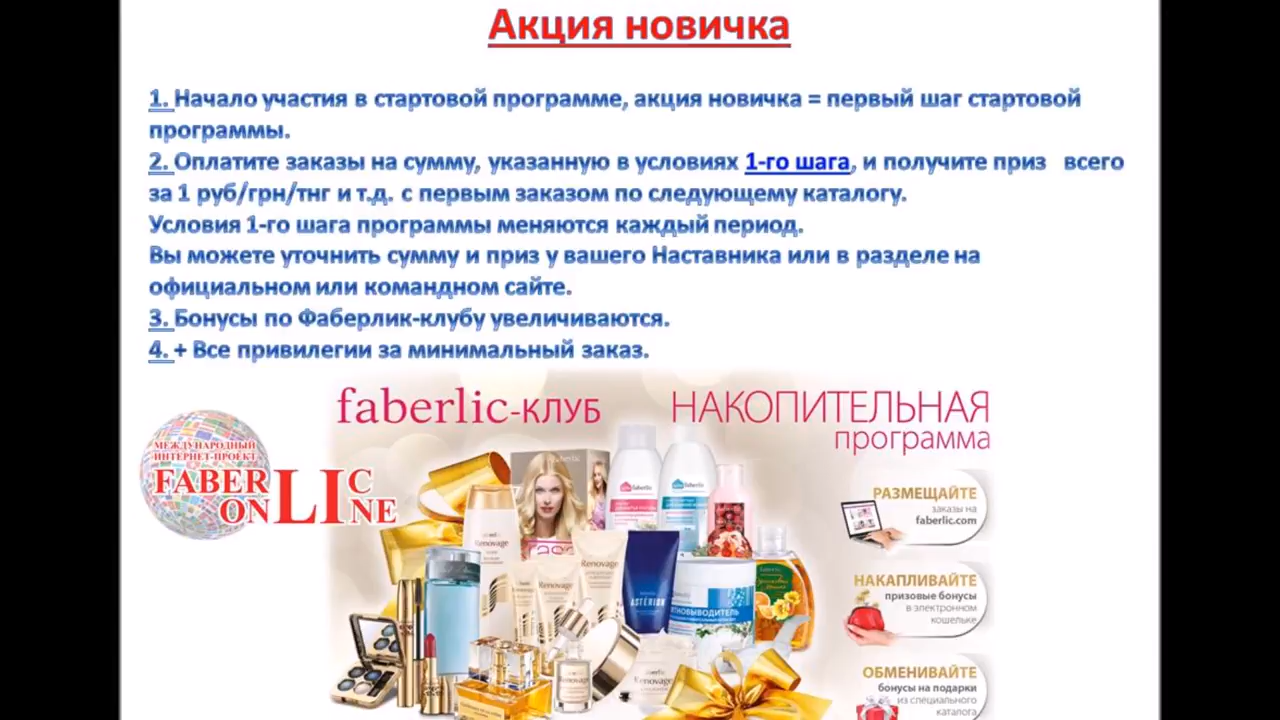 Акция новичка
1. Начало участия в стартовой программе, акция новичка = первый шаг стартовой
программы.
2. Оплатите заказы на сумму, указанную в условиях 1-го шага, и получите приз всего
за 1 руб/грн/тнг и т.д. с первым заказом по следующему каталогу.
Условия 1-го шага программы меняются каждый период.
Вы можете уточнить сумму и приз у вашего Наставника или в разделе на
официальном или командном сайте.
3. Бонусы по Фаберлик-клубу увеличиваются.
4. + Все привилегии за минимальный заказ.
faberlic-КЛУБ
НАКОПИТЕЛЬНАЯ
программа
МЕЖДУНАРОДНЫЙ
ИНТЕРНЕТ-ПРОЕКТ
FABERLIC
ONLINE
РАЗМЕЩАЙТЕ
заказы на
faberlic.com
НАКАПЛИВАЙТЕ
призовые бонусы
в электронном
кошельке
ОБМЕНИВАЙТЕ
бонусы на подарки
из специального
каталога
faberlic
Renovage
Renovage
Renovage
ASTERION
Renovage
Renovage